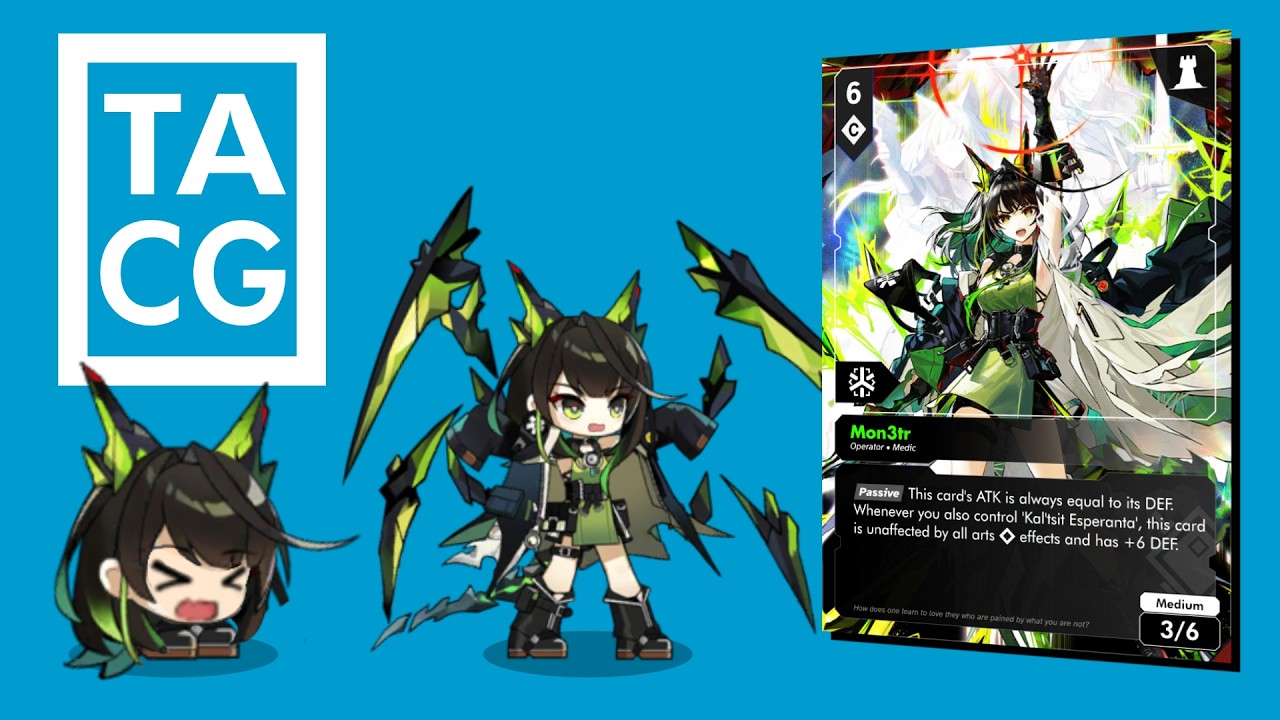 TA
CG
6
C
Mon3tr
Operator • Medic
Passive This card's ATK is always equal to its DEF.
Whenever you also control 'Kal'tsit Esperanta', this card
is unaffected by all arts effects and has +6 DEF.
How does one team to love they who are pained by what you are not?
Medium
3/6